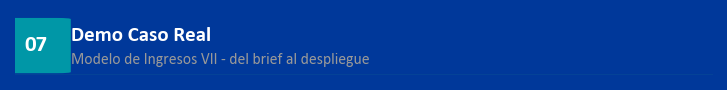 07
Demo Caso Real
Modelo de Ingresos VII - del brief al despliegue